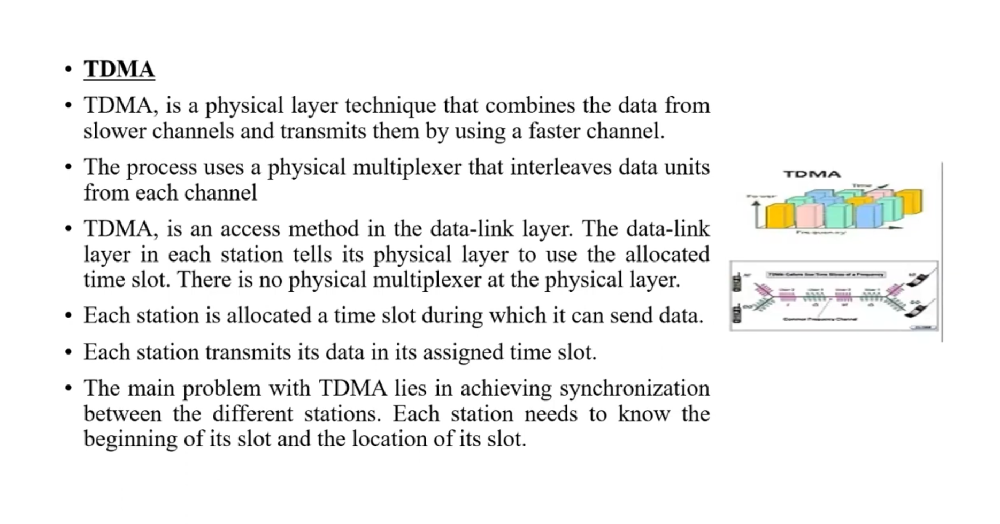 • TDMA
• TDMA, is a physical layer technique that combines the data from
slower channels and transmits them by using a faster channel.
• The process uses a physical multiplexer that interleaves data units
from each channel
• TDMA, is an access method in the data-link layer. The data-link
layer in each station tells its physical layer to use the allocated
time slot. There is no physical multiplexer at the physical layer.
• Each station is allocated a time slot during which it can send data.
• Each station transmits its data in its assigned time slot.
• The main problem with TDMA lies in achieving synchronization
between the different stations. Each station needs to know the
beginning of its slot and the location of its slot.
TDMA
Time
Power
Frequency
Common Frequency Channel